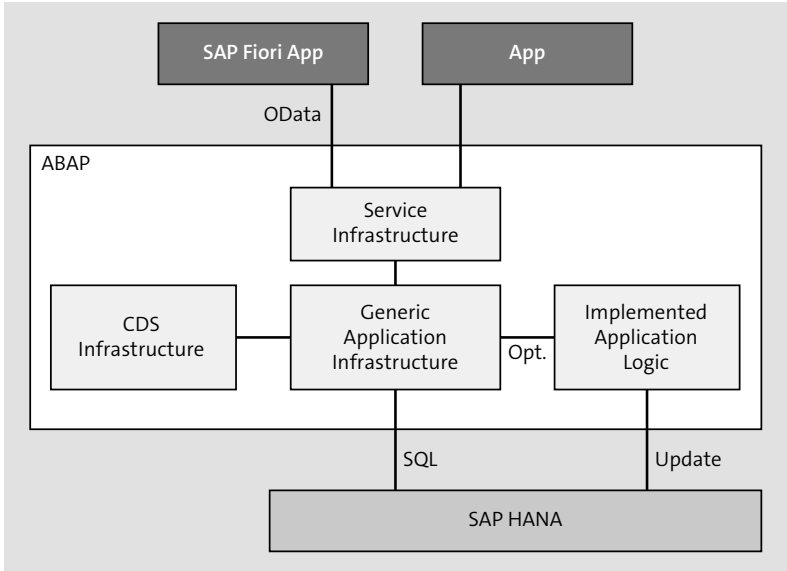 SAP Fiori App
App
OData
ABAP
Service
Infrastructure
CDS
Infrastructure
Generic
Application
Infrastructure
Opt.
Implemented
Application
Logic
SQL
Update
SAP HANA